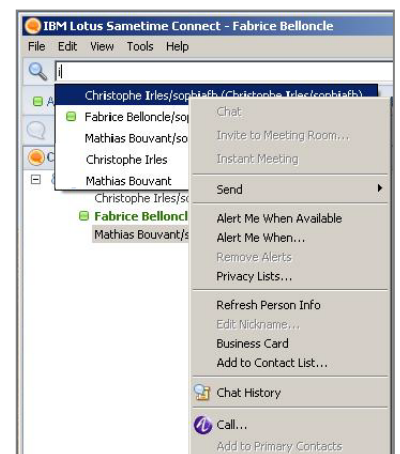 IBM Lotus Sametime Connect - Fabrice Belloncle
File Edit View Tools Help
i
Christophe Irles/sophiafb (Christophe Irles/sophiafb)
A
Fabrice Belloncle/so
Mathias Bouvant/so
Christophe Irles
C
Mathias Bouvant
Christophe Irles/so
Fabrice Belloncl
Mathias Bouvant/s
Chat
Invite to Meeting Room...
Instant Meeting
Send
Alert Me When Available
Alert Me When...
Remove Alerts
Privacy Lists...
Refresh Person Info
Edit Nickname...
Business Card
Add to Contact List...
Chat History
Call...
Add to Primary Contacts